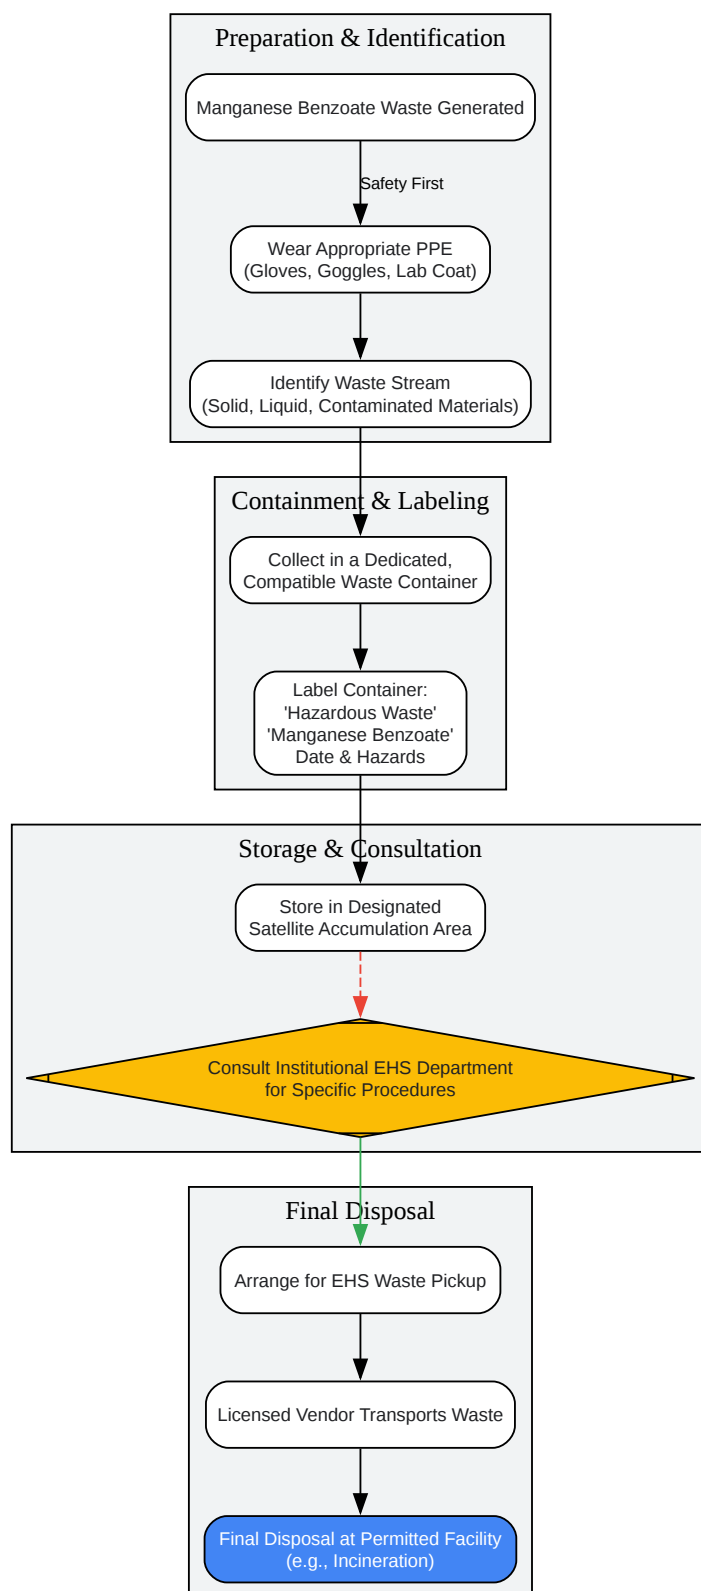 Preparation & Identification
Manganese Benzoate Waste Generated
Safety First
Wear Appropriate PPE
(Gloves, Goggles, Lab Coat)
Identify Waste Stream
(Solid, Liquid, Contaminated Materials)
Containment & Labeling
Collect in a Dedicated,
Compatible Waste Container
Label Container:
'Hazardous Waste'
'Manganese Benzoate'
Date & Hazards
Storage & Consultation
Store in Designated
Satellite Accumulation Area
Consult Institutional EHS Department
for Specific Procedures
Final Disposal
Arrange for EHS Waste Pickup
Licensed Vendor Transports Waste
Final Disposal at Permitted Facility
(e.g., Incineration)